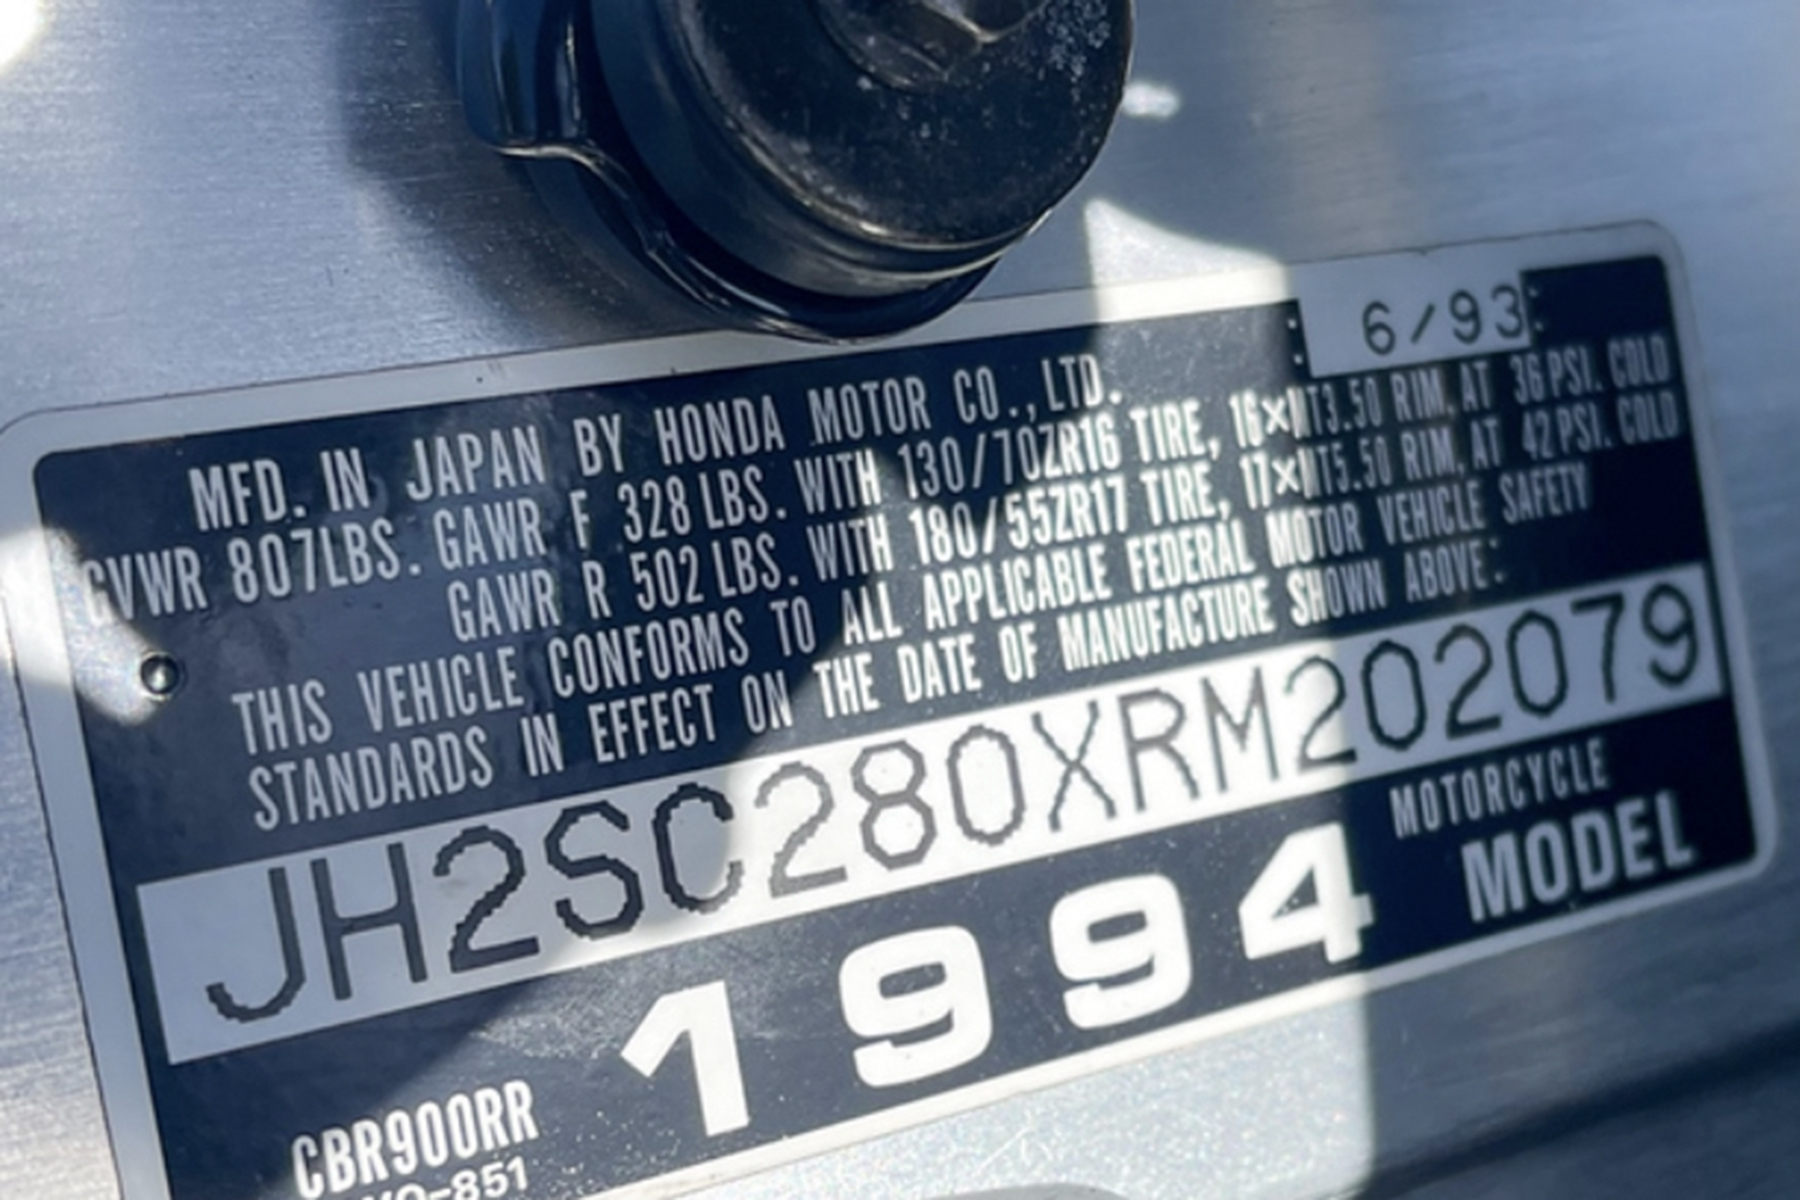 6/93
MFD. IN JAPAN BY HONDA MOTOR CO., LTD.
GVWR 807LBS. GAWR F 328 LBS. WITH 130/70ZR16 TIRE, 16×MT3.50 RIM, AT 36 PSI. COLD
GAWR R 502 LBS. WITH 180/55ZR17 TIRE, 17×MT5.50 RIM, AT 42 PSI. COLD
THIS VEHICLE CONFORMS TO ALL APPLICABLE FEDERAL MOTOR VEHICLE SAFETY
STANDARDS IN EFFECT ON THE DATE OF MANUFACTURE SHOWN ABOVE:
JH2SC280XRM202079
1994 MOTORCYCLE
MODEL
CBR900RR